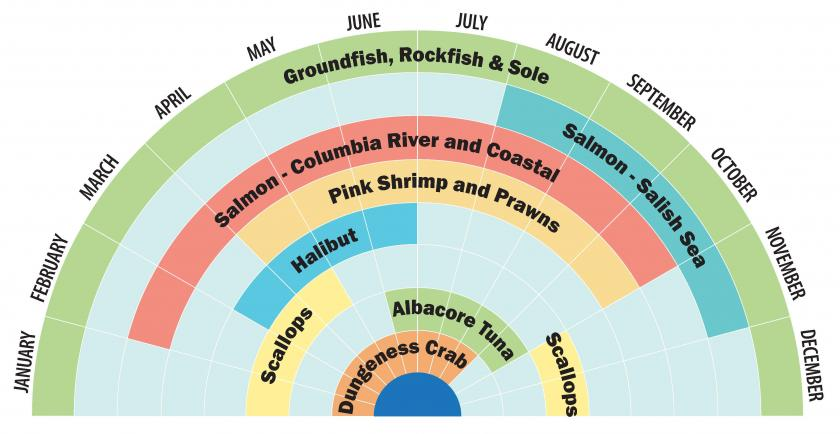 JANUARY
FEBRUARY
MARCH
APRIL
MAY
JUNE
JULY
AUGUST
SEPTEMBER
OCTOBER
NOVEMBER
DECEMBER
Groundfish, Rockfish & Sole
Salmon - Salish Sea
Salmon - Columbia River and Coastal
Pink Shrimp and Prawns
Halibut
Scallops
Albacore Tuna
Scallops
Dungeness Crab